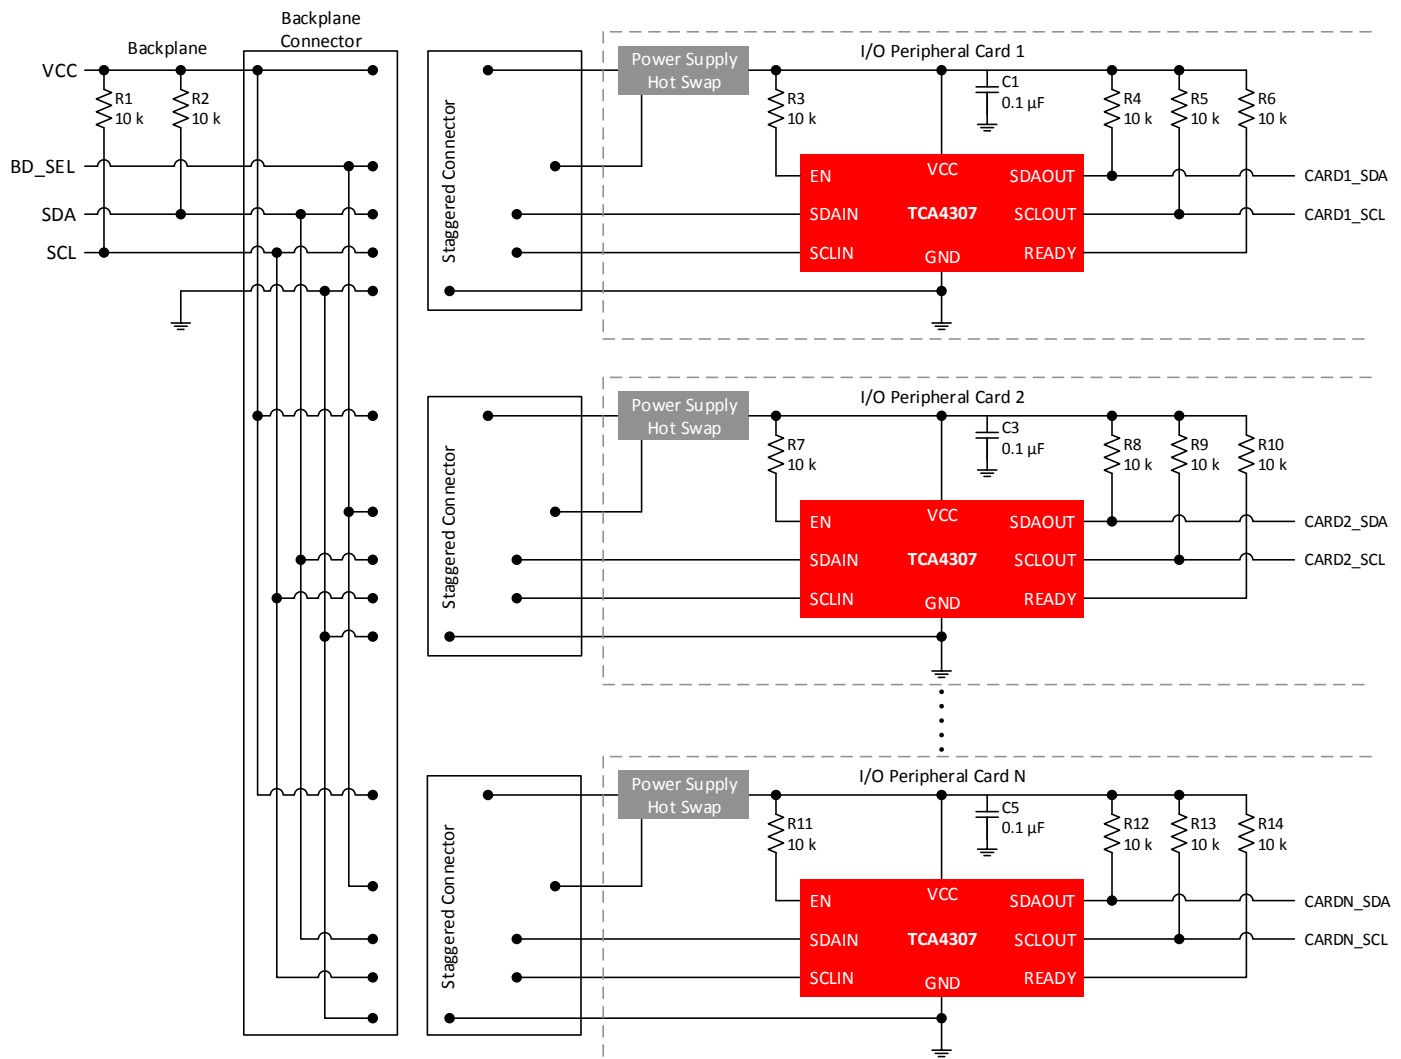 Backplane
Connector
Backplane
VCC
R1
10 k
R2
10 k
BD_SEL
SDA
SCL
Staggered Connector
I/O Peripheral Card 1
Power Supply
Hot Swap
R3
10 k
C1
0.1 µF
R4
10 k
R5
10 k
R6
10 k
VCC
EN
SDAOUT
CARD1_SDA
SDAIN
TCA4307
SCLOUT
CARD1_SCL
SCLIN
GND
READY
Staggered Connector
I/O Peripheral Card 2
Power Supply
Hot Swap
R7
10 k
C3
0.1 µF
R8
10 k
R9
10 k
R10
10 k
VCC
EN
SDAOUT
CARD2_SDA
SDAIN
TCA4307
SCLOUT
CARD2_SCL
SCLIN
GND
READY
Staggered Connector
I/O Peripheral Card N
Power Supply
Hot Swap
R11
10 k
C5
0.1 µF
R12
10 k
R13
10 k
R14
10 k
VCC
EN
SDAOUT
CARDN_SDA
SDAIN
TCA4307
SCLOUT
CARDN_SCL
SCLIN
GND
READY